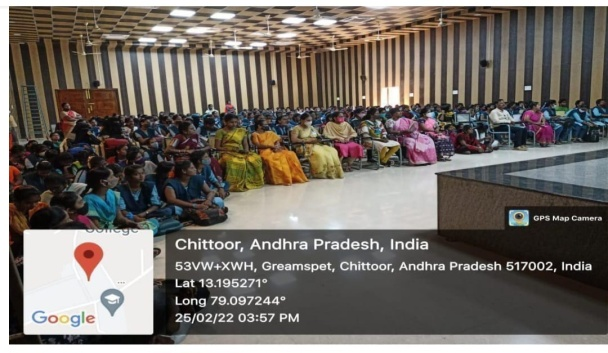 GPS Map Camera
College
Google
Chittoor, Andhra Pradesh, India
53VW+XWH, Greamspet, Chittoor, Andhra Pradesh 517002, India
Lat 13.195271°
Long 79.097244°
25/02/22 03:57 PM